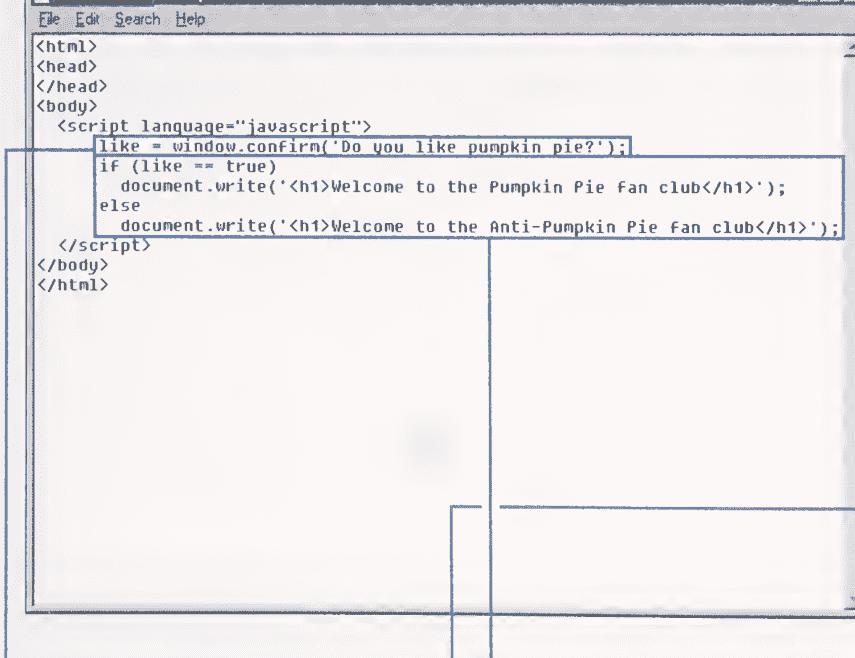 File Edit Search Help
<html>
<head>
</head>
<body>
<script language="javascript">
like = window.confirm('Do you like pumpkin pie?');
if (like == true)
document.write('<h1>Welcome to the Pumpkin Pie fan club</h1>');
else
document.write('<h1>Welcome to the Anti-Pumpkin Pie fan club</h1>');
</script>
</body>
</html>